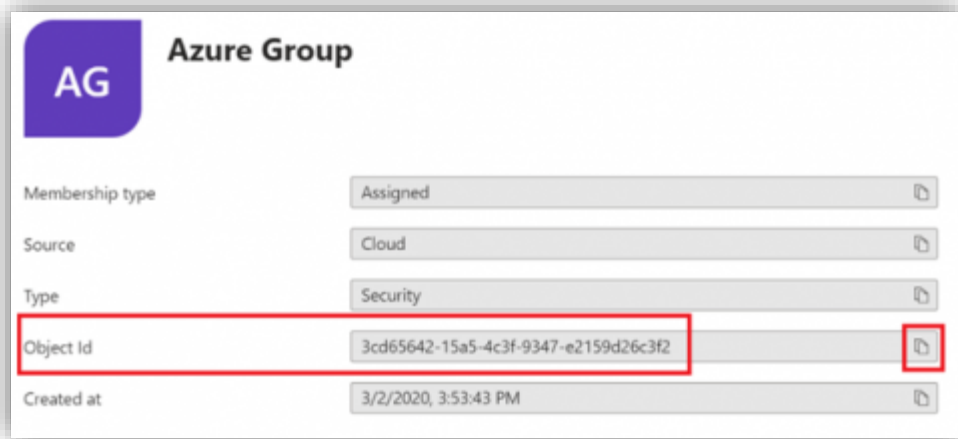 AG
Azure Group
Membership type Assigned
Source Cloud
Type Security
Object Id 3cd65642-15a5-4c3f-9347-e2159d26c3f2
Created at 3/2/2020, 3:53:43 PM